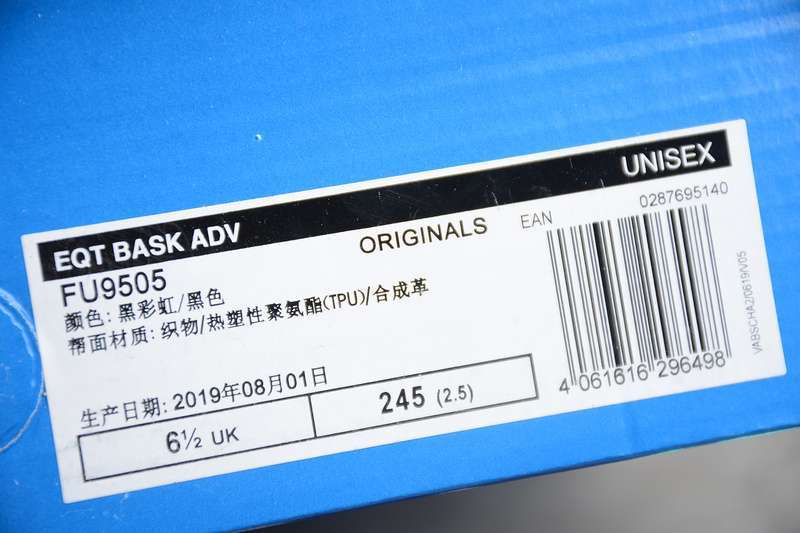 EQT BASK ADV
UNISEX
FU9505
ORIGINALS
EAN
0287695140
颜色: 黑彩虹/黑色
帮面材质: 织物/热塑性聚氨酯(TPU)/合成革
生产日期: 2019年08月01日
6½ UK
245 (2.5)
4 061616 296498
VABSCHA2/0619/V05